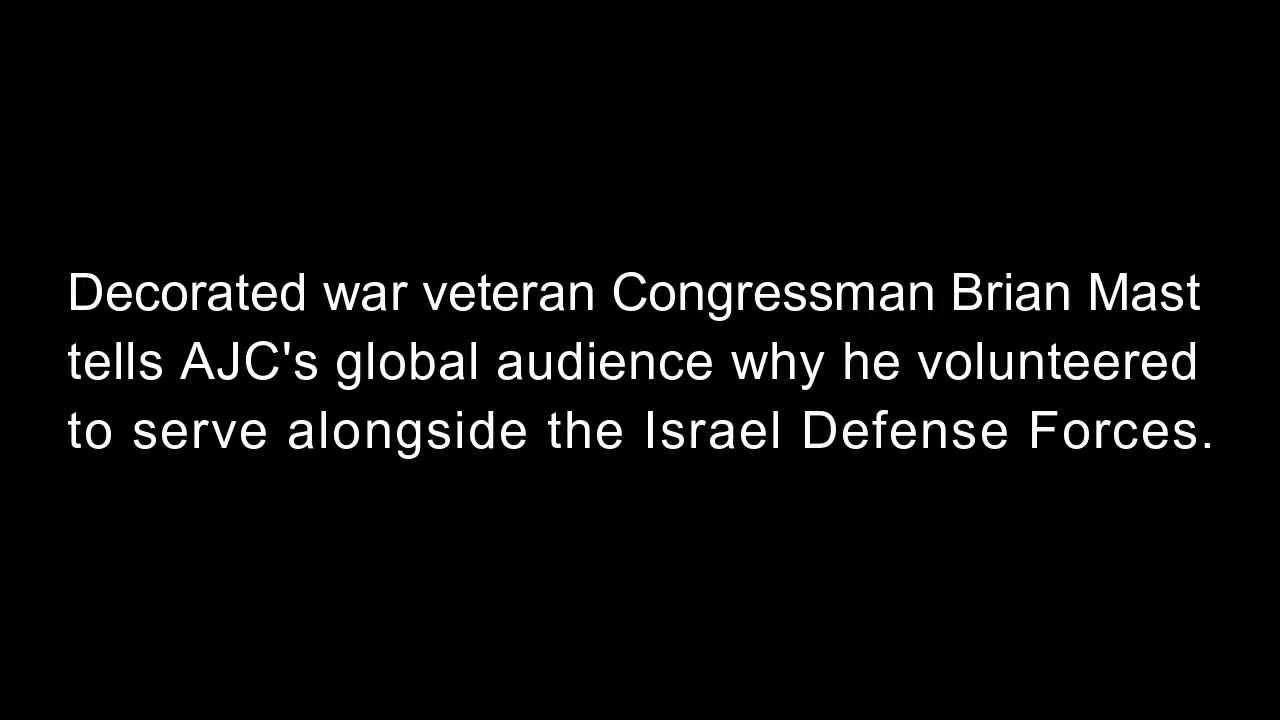 Decorated war veteran Congressman Brian Mast
tells AJC's global audience why he volunteered
to serve alongside the Israel Defense Forces.